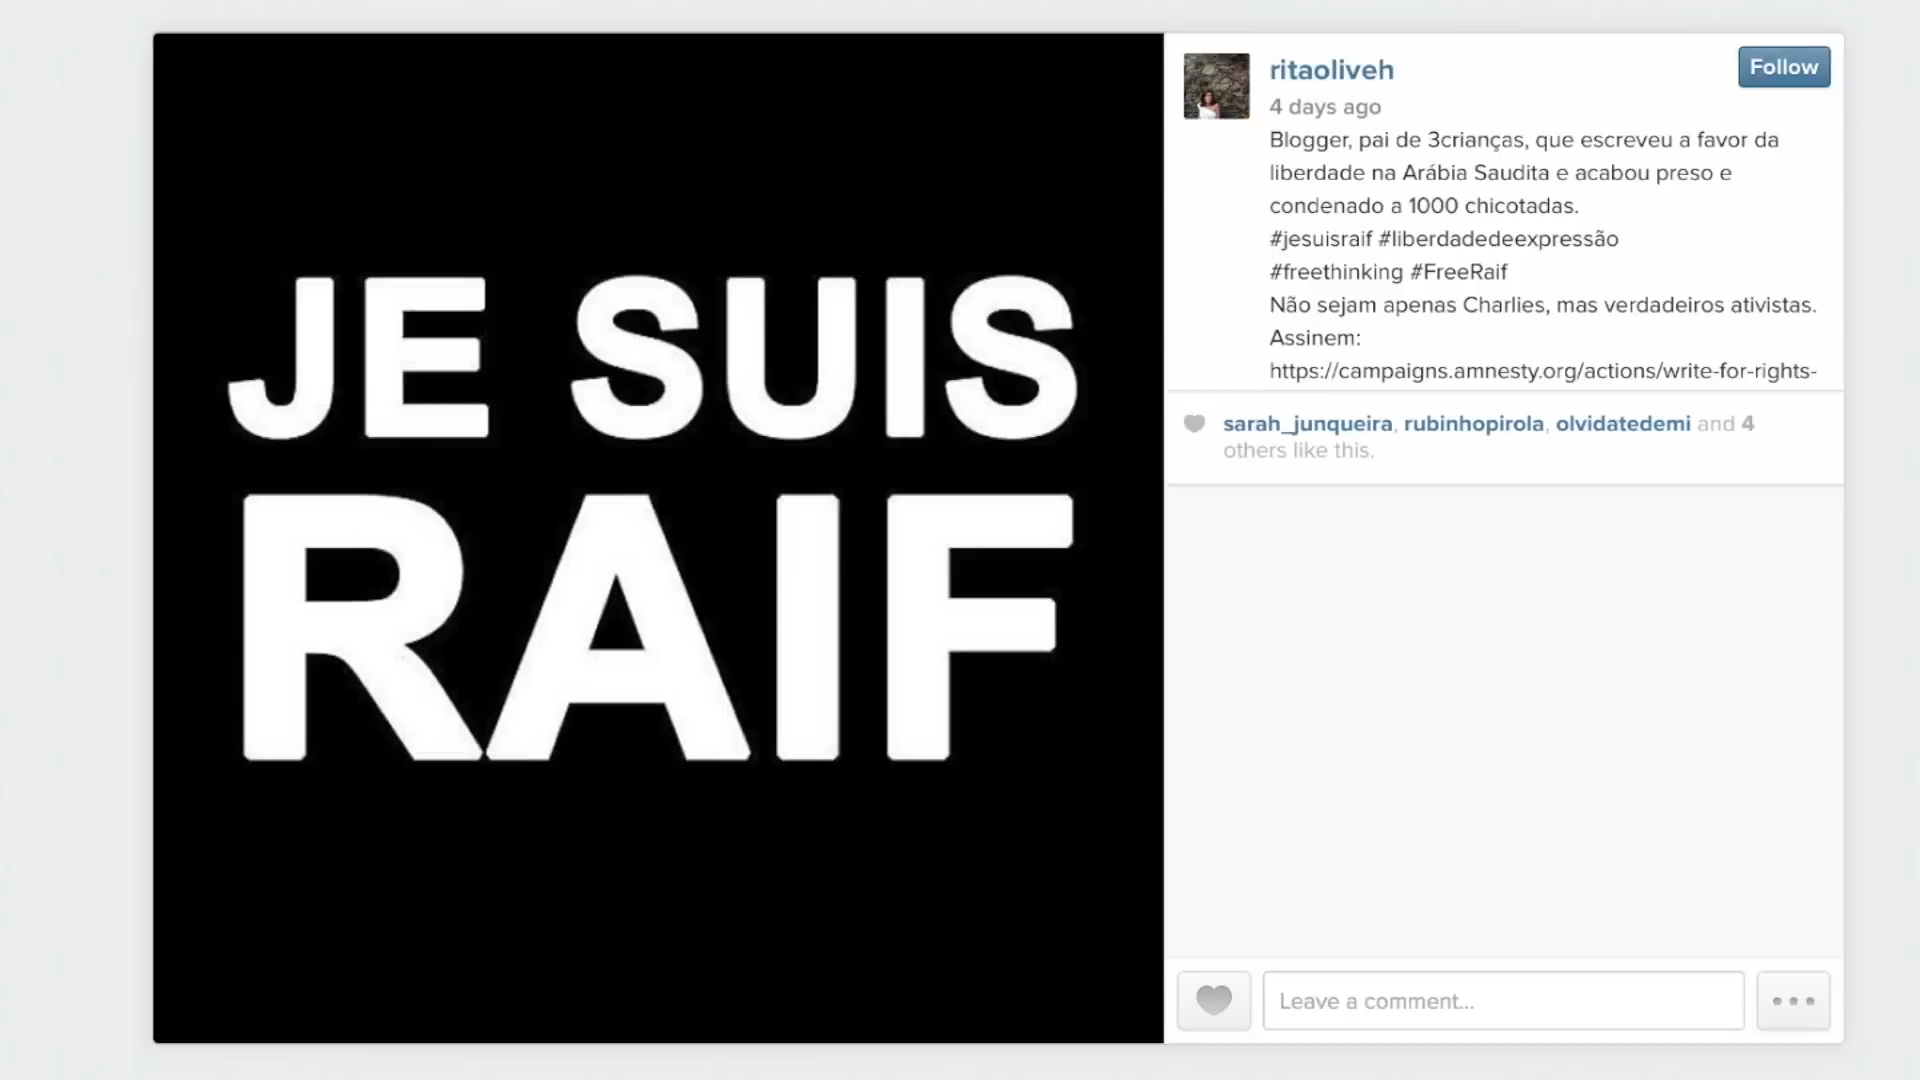 JE SUIS
RAIF
ritaoliveh
Follow
4 days ago
Blogger, pai de 3crianças, que escreveu a favor da
liberdade na Arábia Saudita e acabou preso e
condenado a 1000 chicotadas.
#jesuisraif #liberdadedeexpressão
#freethinking #FreeRaif
Não sejam apenas Charlies, mas verdadeiros ativistas.
Assinem:
https://campaigns.amnesty.org/actions/write-for-rights-
sarah_junqueira, rubinhopirola, olvidatedemi and 4
others like this.
Leave a comment...